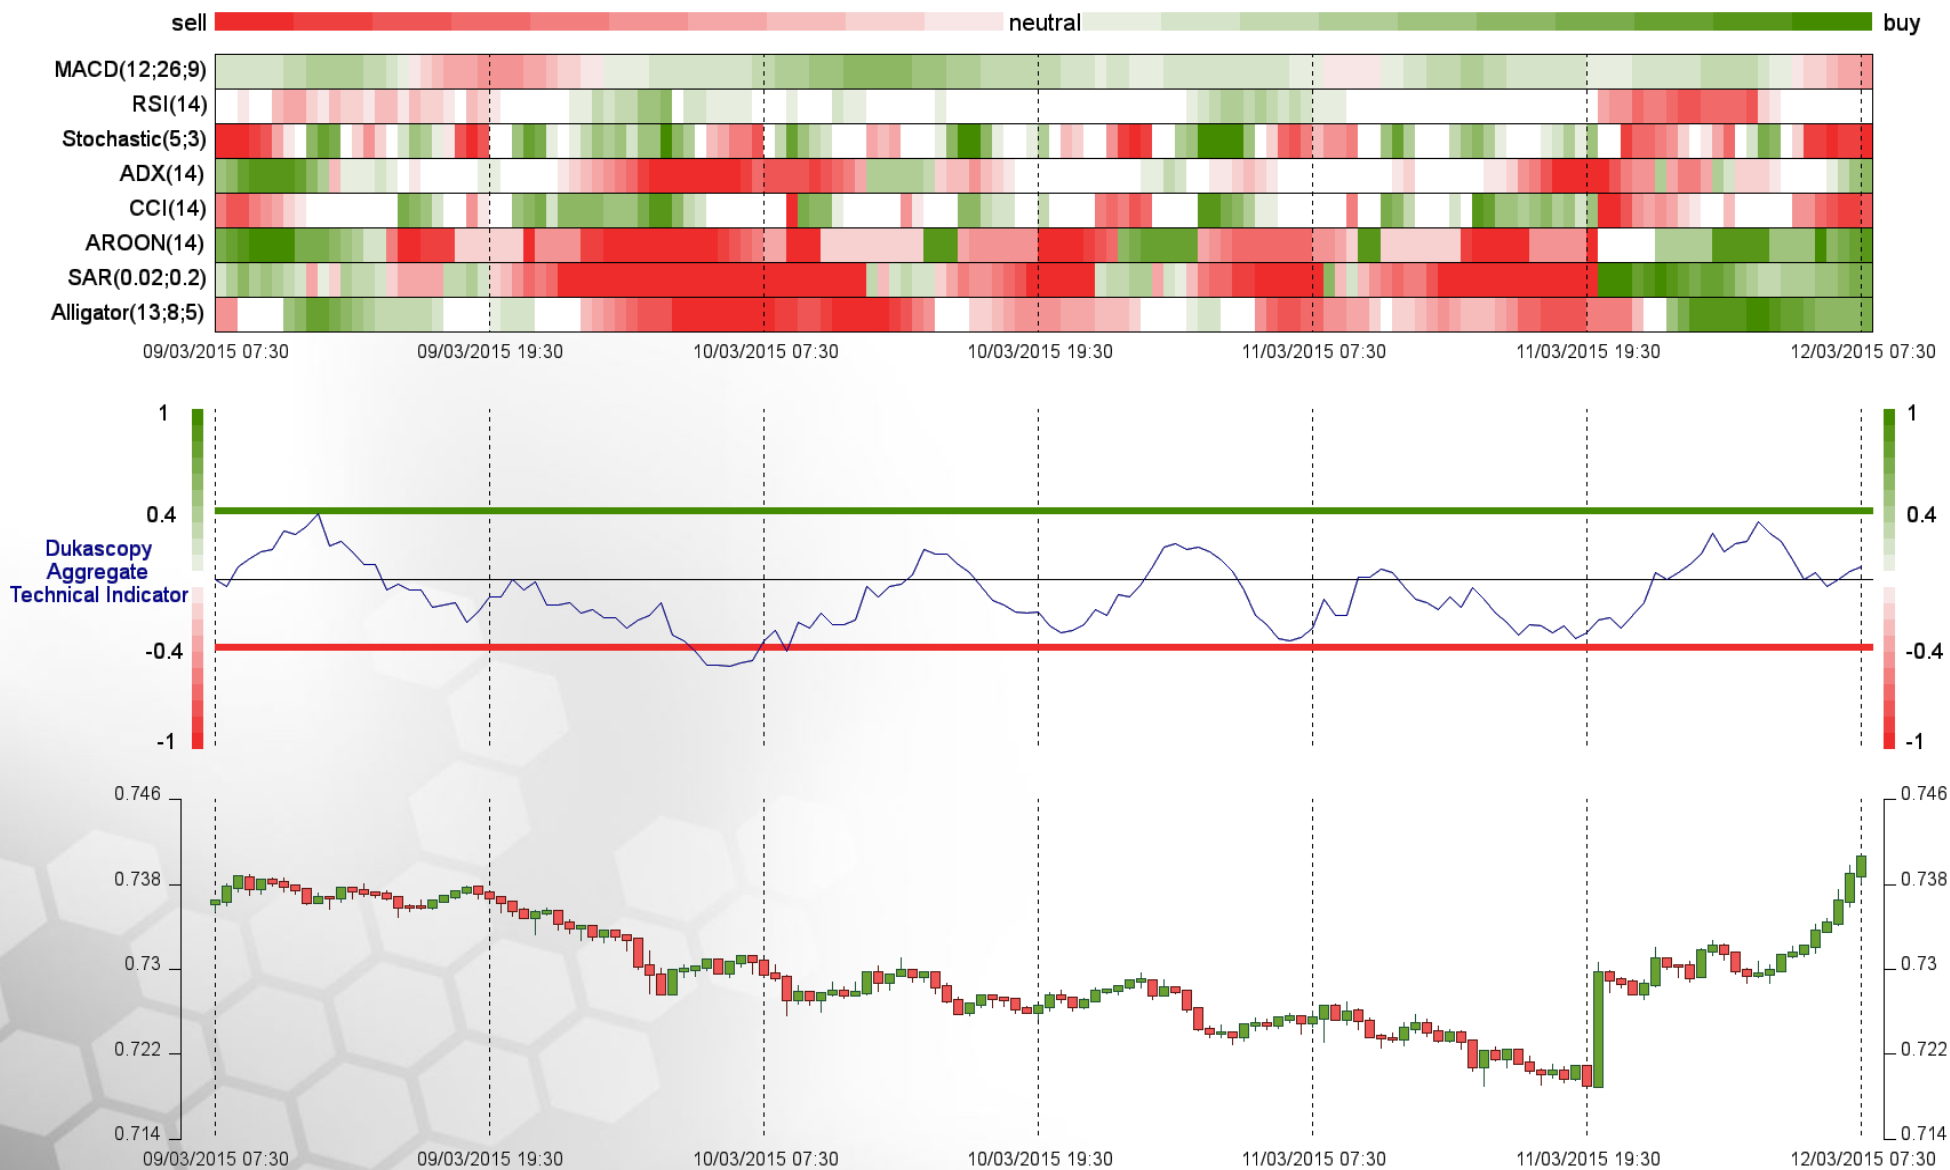 sell neutral buy
MACD(12;26;9)
RSI(14)
Stochastic(5;3)
ADX(14)
CCI(14)
AROON(14)
SAR(0.02;0.2)
Alligator(13;8;5)
09/03/2015 07:30 09/03/2015 19:30 10/03/2015 07:30 10/03/2015 19:30 11/03/2015 07:30 11/03/2015 19:30 12/03/2015 07:30
1 1
0.4 0.4
Dukascopy
Aggregate
Technical Indicator
-0.4 -0.4
-1 -1
0.746 0.746
0.738 0.738
0.73 0.73
0.722 0.722
0.714 0.714
09/03/2015 07:30 09/03/2015 19:30 10/03/2015 07:30 10/03/2015 19:30 11/03/2015 07:30 11/03/2015 19:30 12/03/2015 07:30